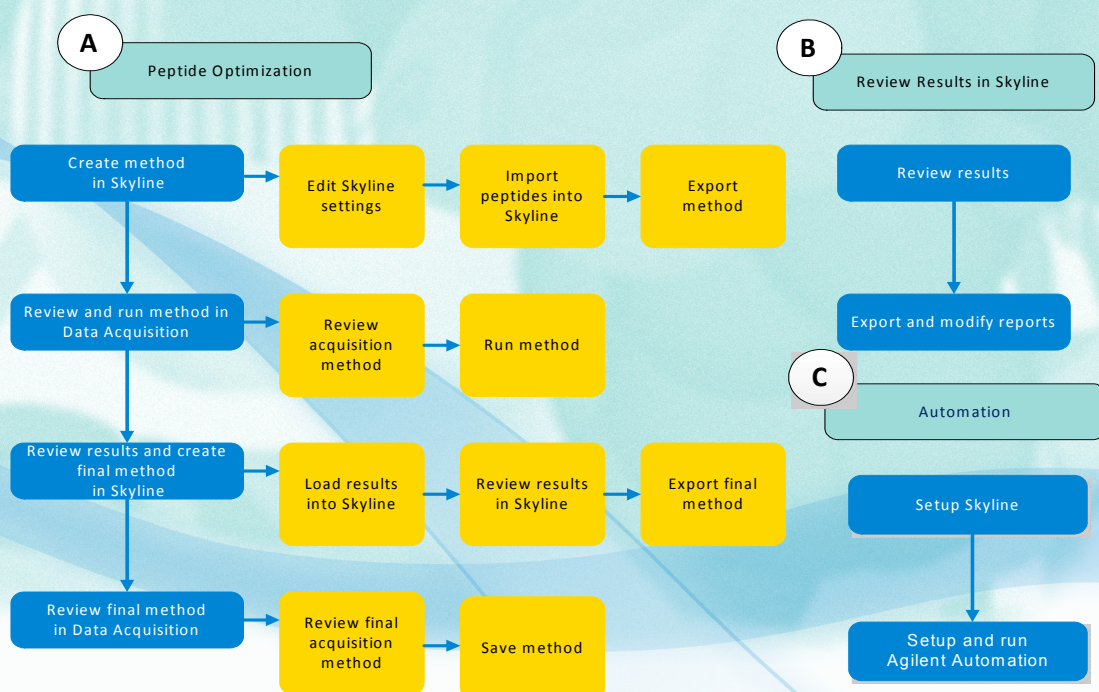 A
Peptide Optimization
Create method
in Skyline
Edit Skyline
settings
Import
peptides into
Skyline
Export
method
Review and run method in
Data Acquisition
Review
acquisition
method
Run method
Review results and create
final method
in Skyline
Load results
into Skyline
Review results
in Skyline
Export final
method
Review final method
in Data Acquisition
Review final
acquisition
method
Save method
B
Review Results in Skyline
Review results
Export and modify reports
C
Automation
Setup Skyline
Setup and run
Agilent Automation